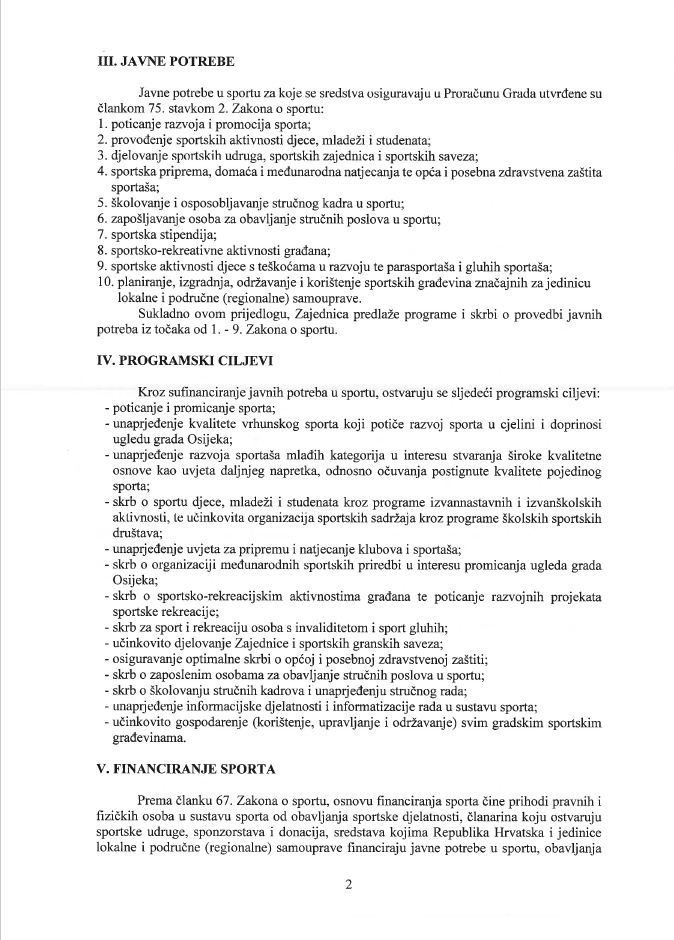 III. JAVNE POTREBE
Javne potrebe u sportu za koje se sredstva osiguravaju u Proračunu Grada utvrđene su
člankom 75. stavkom 2. Zakona o sportu:
1. poticanje razvoja i promocija sporta;
2. provođenje sportskih aktivnosti djece, mladeži i studenata;
3. djelovanje sportskih udruga, sportskih zajednica i sportskih saveza;
4. sportska priprema, domaća i međunarodna natjecanja te opća i posebna zdravstvena zaštita
sportaša;
5. školovanje i osposobljavanje stručnog kadra u sportu;
6. zapošljavanje osoba za obavljanje stručnih poslova u sportu;
7. sportska stipendija;
8. sportsko-rekreativne aktivnosti građana;
9. sportske aktivnosti djece s teškoćama u razvoju te parasportaša i gluhih sportaša;
10. planiranje, izgradnja, održavanje i korištenje sportskih građevina značajnih za jedinicu
lokalne i područne (regionalne) samouprave.
Sukladno ovom prijedlogu, Zajednica predlaže programe i skrbi o provedbi javnih
potreba iz točaka od 1. - 9. Zakona o sportu.
IV. PROGRAMSKI CILJEVI
Kroz sufinanciranje javnih potreba u sportu, ostvaruju se sljedeći programski ciljevi:
- poticanje i promicanje sporta;
- unaprjeđenje kvalitete vrhunskog sporta koji potiče razvoj sporta u cjelini i doprinosi
ugledu grada Osijeka;
- unaprjeđenje razvoja sportaša mlađih kategorija u interesu stvaranja široke kvalitetne
osnove kao uvjeta daljnjeg napretka, odnosno očuvanja postignute kvalitete pojedinog
sporta;
- skrb o sportu djece, mladeži i studenata kroz programe izvannastavnih i izvanškolskih
aktivnosti, te učinkovita organizacija sportskih sadržaja kroz programe školskih sportskih
društava;
- unaprjeđenje uvjeta za pripremu i natjecanje klubova i sportaša;
- skrb o organizaciji međunarodnih sportskih priredbi u interesu promicanja ugleda grada
Osijeka;
- skrb o sportsko-rekreacijskim aktivnostima građana te poticanje razvojnih projekata
sportske rekreacije;
- skrb za sport i rekreaciju osoba s invaliditetom i sport gluhih;
- učinkovito djelovanje Zajednice i sportskih granskih saveza;
- osiguravanje optimalne skrbi o općoj i posebnoj zdravstvenoj zaštiti;
- skrb o zaposlenim osobama za obavljanje stručnih poslova u sportu;
- skrb o školovanju stručnih kadrova i unaprjeđenju stručnog rada;
- unaprjeđenje informacijske djelatnosti i informatizacije rada u sustavu sporta;
- učinkovito gospodarenje (korištenje, upravljanje i održavanje) svim gradskim sportskim
građevinama.
V. FINANCIRANJE SPORTA
Prema članku 67. Zakona o sportu, osnovu financiranja sporta čine prihodi pravnih i
fizičkih osoba u sustavu sporta od obavljanja sportske djelatnosti, članarina koju ostvaruju
sportske udruge, sponzorstava i donacija, sredstava kojima Republika Hrvatska i jedinice
lokalne i područne (regionalne) samouprave financiraju javne potrebe u sportu, obavljanja
2